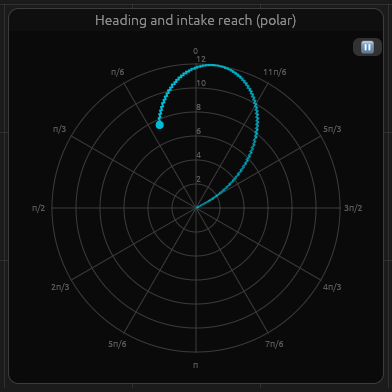 Heading and intake reach (polar)
0
12
π/6
11π/6
10
8
π/3
5π/3
6
4
2
π/2
3π/2
2π/3
4π/3
5π/6
7π/6
π